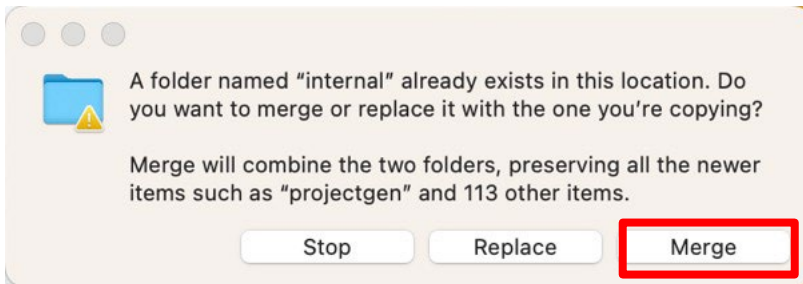 A folder named “internal” already exists in this location. Do
you want to merge or replace it with the one you’re copying?
Merge will combine the two folders, preserving all the newer
items such as “projectgen” and 113 other items.
Stop Replace Merge